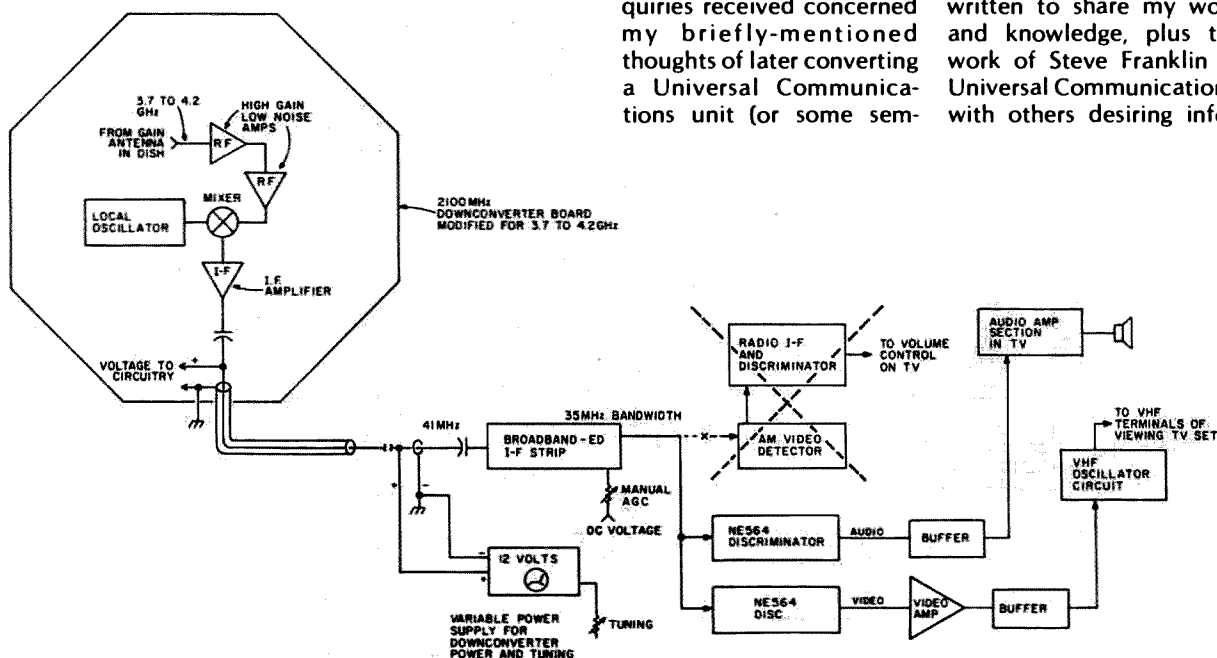 quiries received concerned
my briefly-mentioned
thoughts of later converting
a Universal Communica-
tions unit (or some sem-
written to share my wo
and knowledge, plus t
work of Steve Franklin
Universal Communication
with others desiring inf
3.7 TO 4.2
GHz
HIGH GAIN
LOW NOISE
AMPS
FROM GAIN
ANTENNA
IN DISH
RF
RF
MIXER
LOCAL
OSCILLATOR
2100MHz
DOWNCONVERTER BOARD
MODIFIED FOR 3.7 TO 4.2GHz
I-F
I.F.
AMPLIFIER
VOLTAGE TO
CIRCUITRY
+
-
41MHz
BROADBAND-ED
I-F STRIP
35MHz BANDWIDTH
MANUAL
AGC
DC VOLTAGE
RADIO I-F
AND
DISCRIMINATOR
TO VOLUME
CONTROL
ON TV
AM VIDEO
DETECTOR
x
AUDIO AMP
SECTION
IN TV
TO VHF
TERMINALS OF
VIEWING TV SET
VHF
OSCILLATOR
CIRCUIT
NE564
DISCRIMINATOR
AUDIO
BUFFER
NE564
DISC
VIDEO
VIDEO
AMP
BUFFER
+
-
-
+
12 VOLTS
TUNING
VARIABLE POWER
SUPPLY FOR
DOWNCONVERTER
POWER AND TUNING